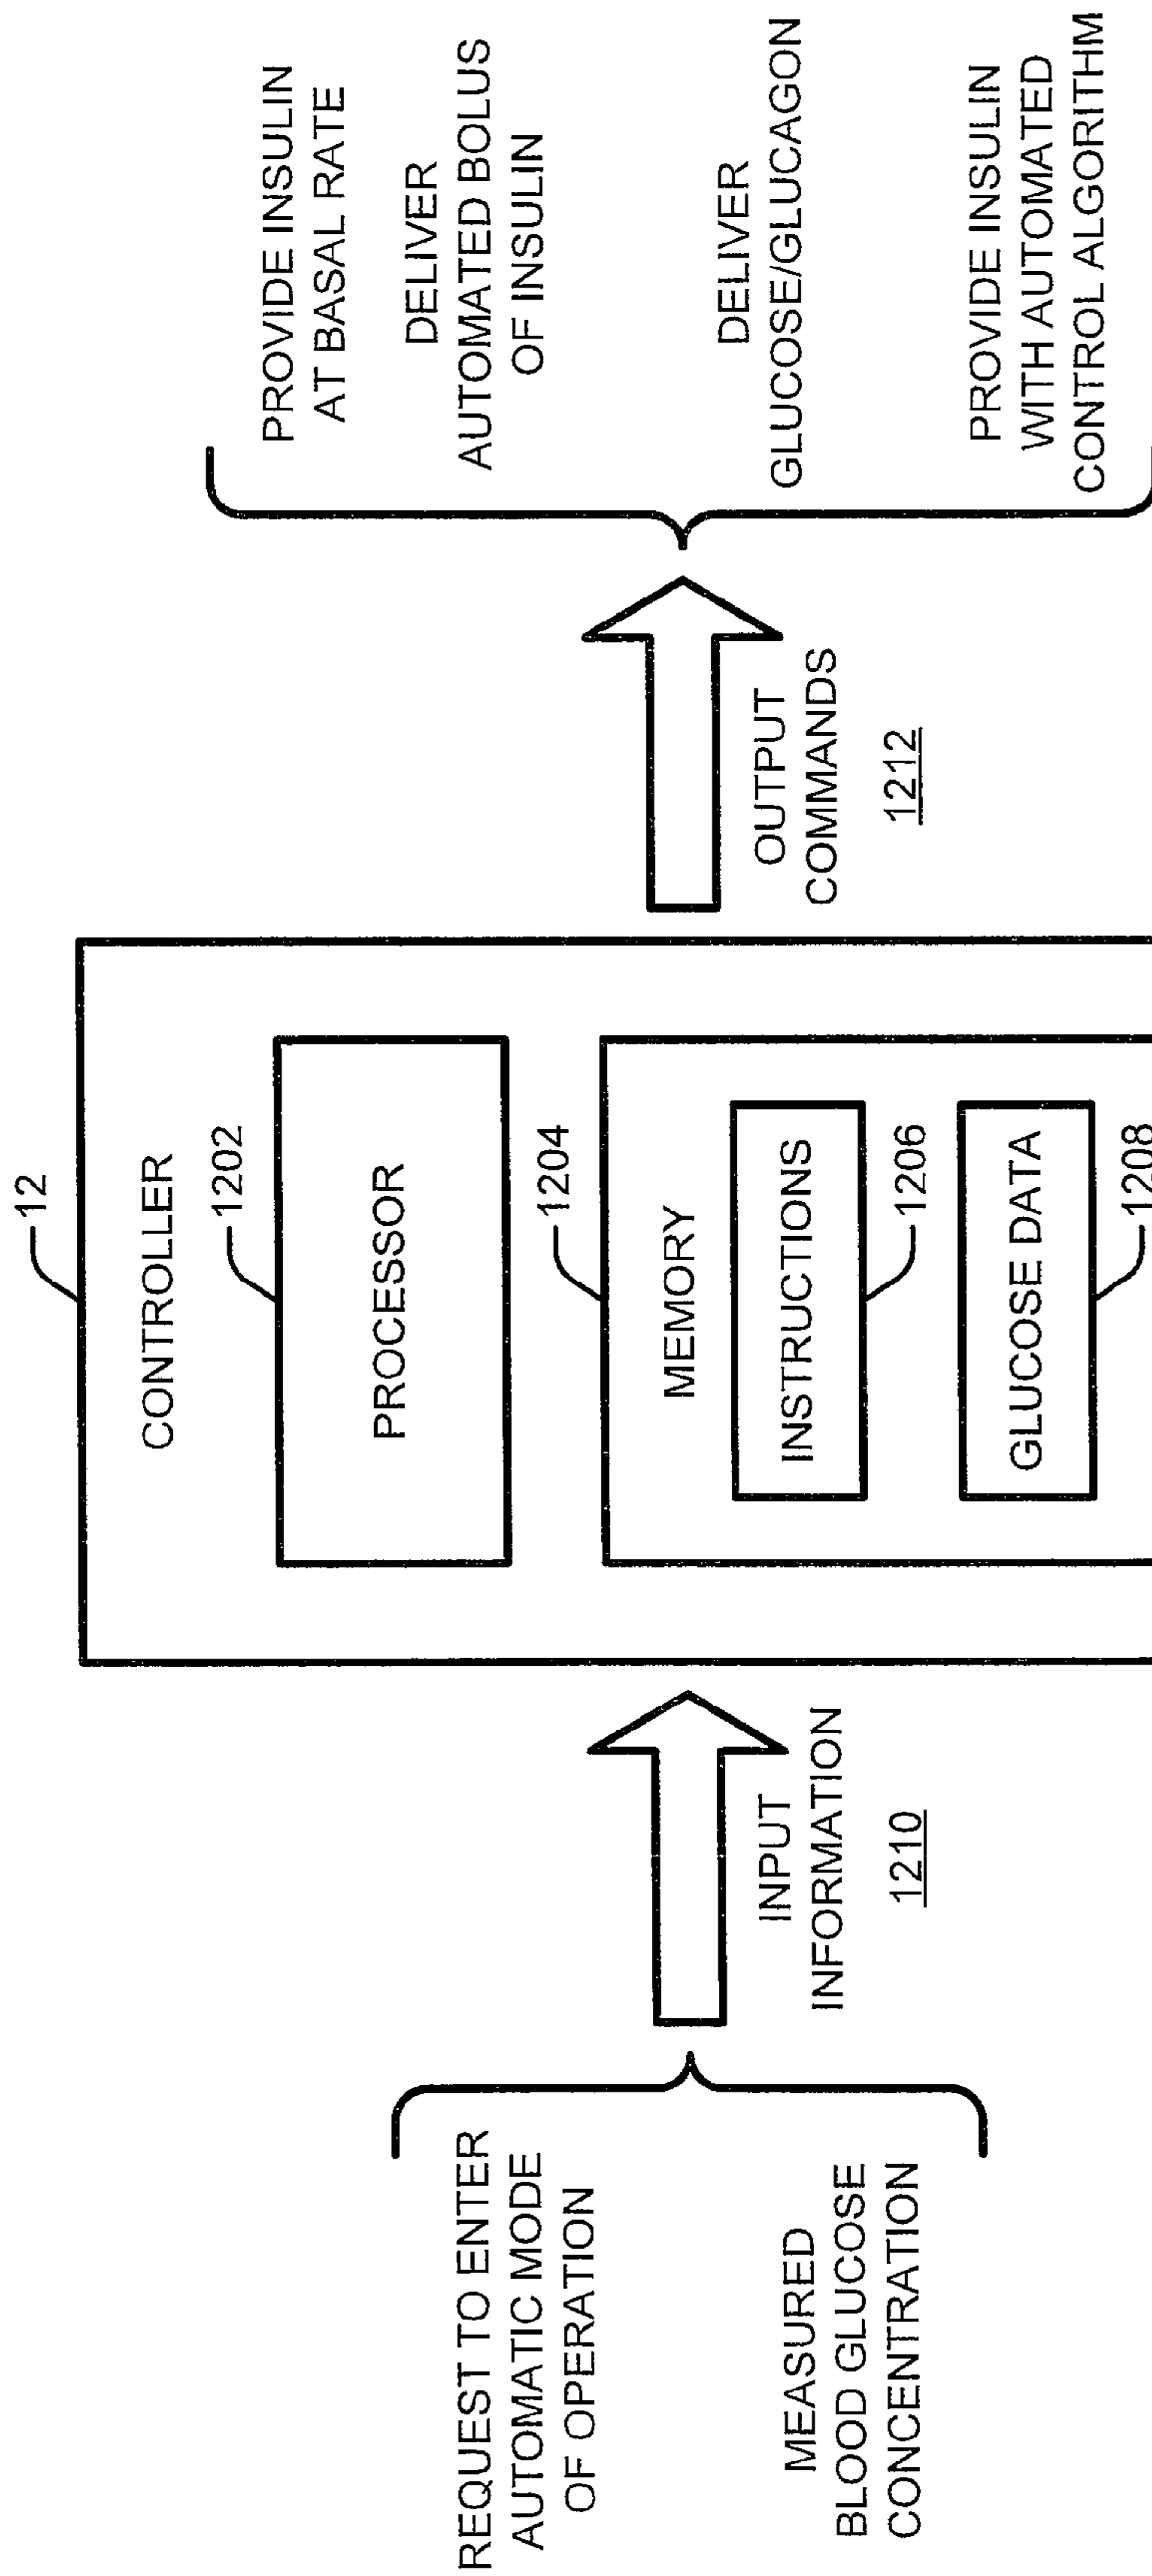 REQUEST TO ENTER
AUTOMATIC MODE
OF OPERATION
MEASURED
BLOOD GLUCOSE
CONCENTRATION
INPUT
INFORMATION
1210
12
CONTROLLER
1202
PROCESSOR
1204
MEMORY
INSTRUCTIONS
1206
GLUCOSE DATA
1208
OUTPUT
COMMANDS
1212
PROVIDE INSULIN
AT BASAL RATE
DELIVER
AUTOMATED BOLUS
OF INSULIN
DELIVER
GLUCOSE/GLUCAGON
PROVIDE INSULIN
WITH AUTOMATED
CONTROL ALGORITHM